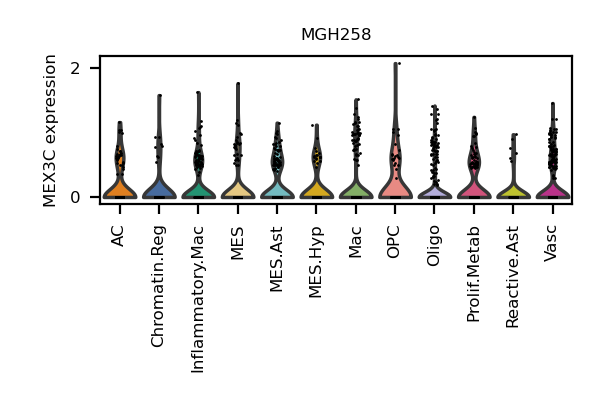 MGH258
MEX3C expression
2
0
AC
Chromatin.Reg
Inflammatory.Mac
MES
MES.Ast
MES.Hyp
Mac
OPC
Oligo
Prolif.Metab
Reactive.Ast
Vasc